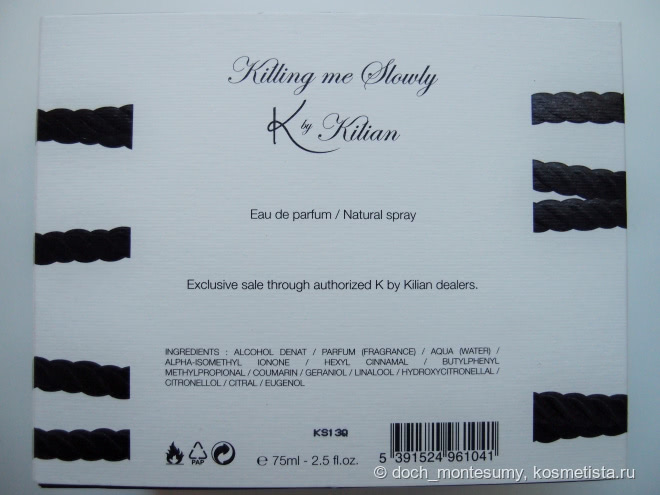 Killing me Slowly
K by Kilian
Eau de parfum / Natural spray
Exclusive sale through authorized K by Kilian dealers.
INGREDIENTS : ALCOHOL DENAT / PARFUM (FRAGRANCE) / AQUA (WATER) /
ALPHA-ISOMETHYL IONONE / HEXYL CINNAMAL / BUTYLPHENYL
METHYLPROPIONAL / COUMARIN / GERANIOL / LINALOOL / HYDROXYCITRONELLAL /
CITRONELLOL / CITRAL / EUGENOL
KS13Q
PAP
℮ 75ml - 2.5 fl.oz.
5 391524 961041
© doch_montesumy, kosmetista.ru